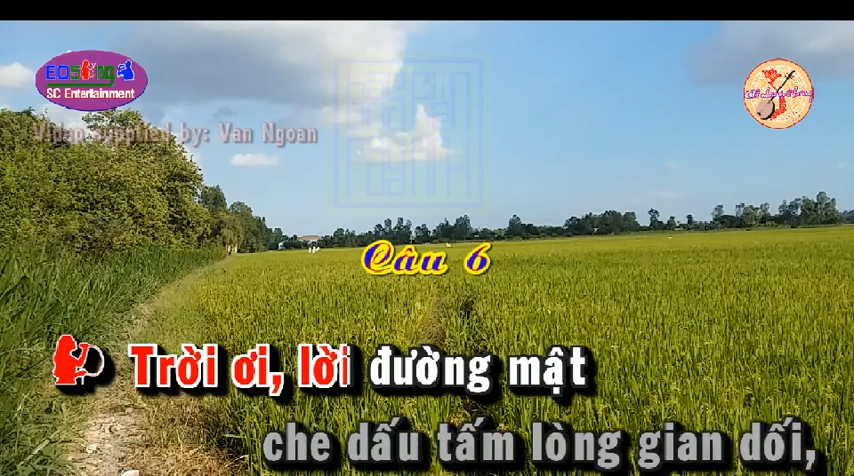 EOSing
SC Entertainment
Video Supplied by: Van Ngoan
Câu 6
Trời ơi, lời đường mật
che dấu tấm lòng gian dối,